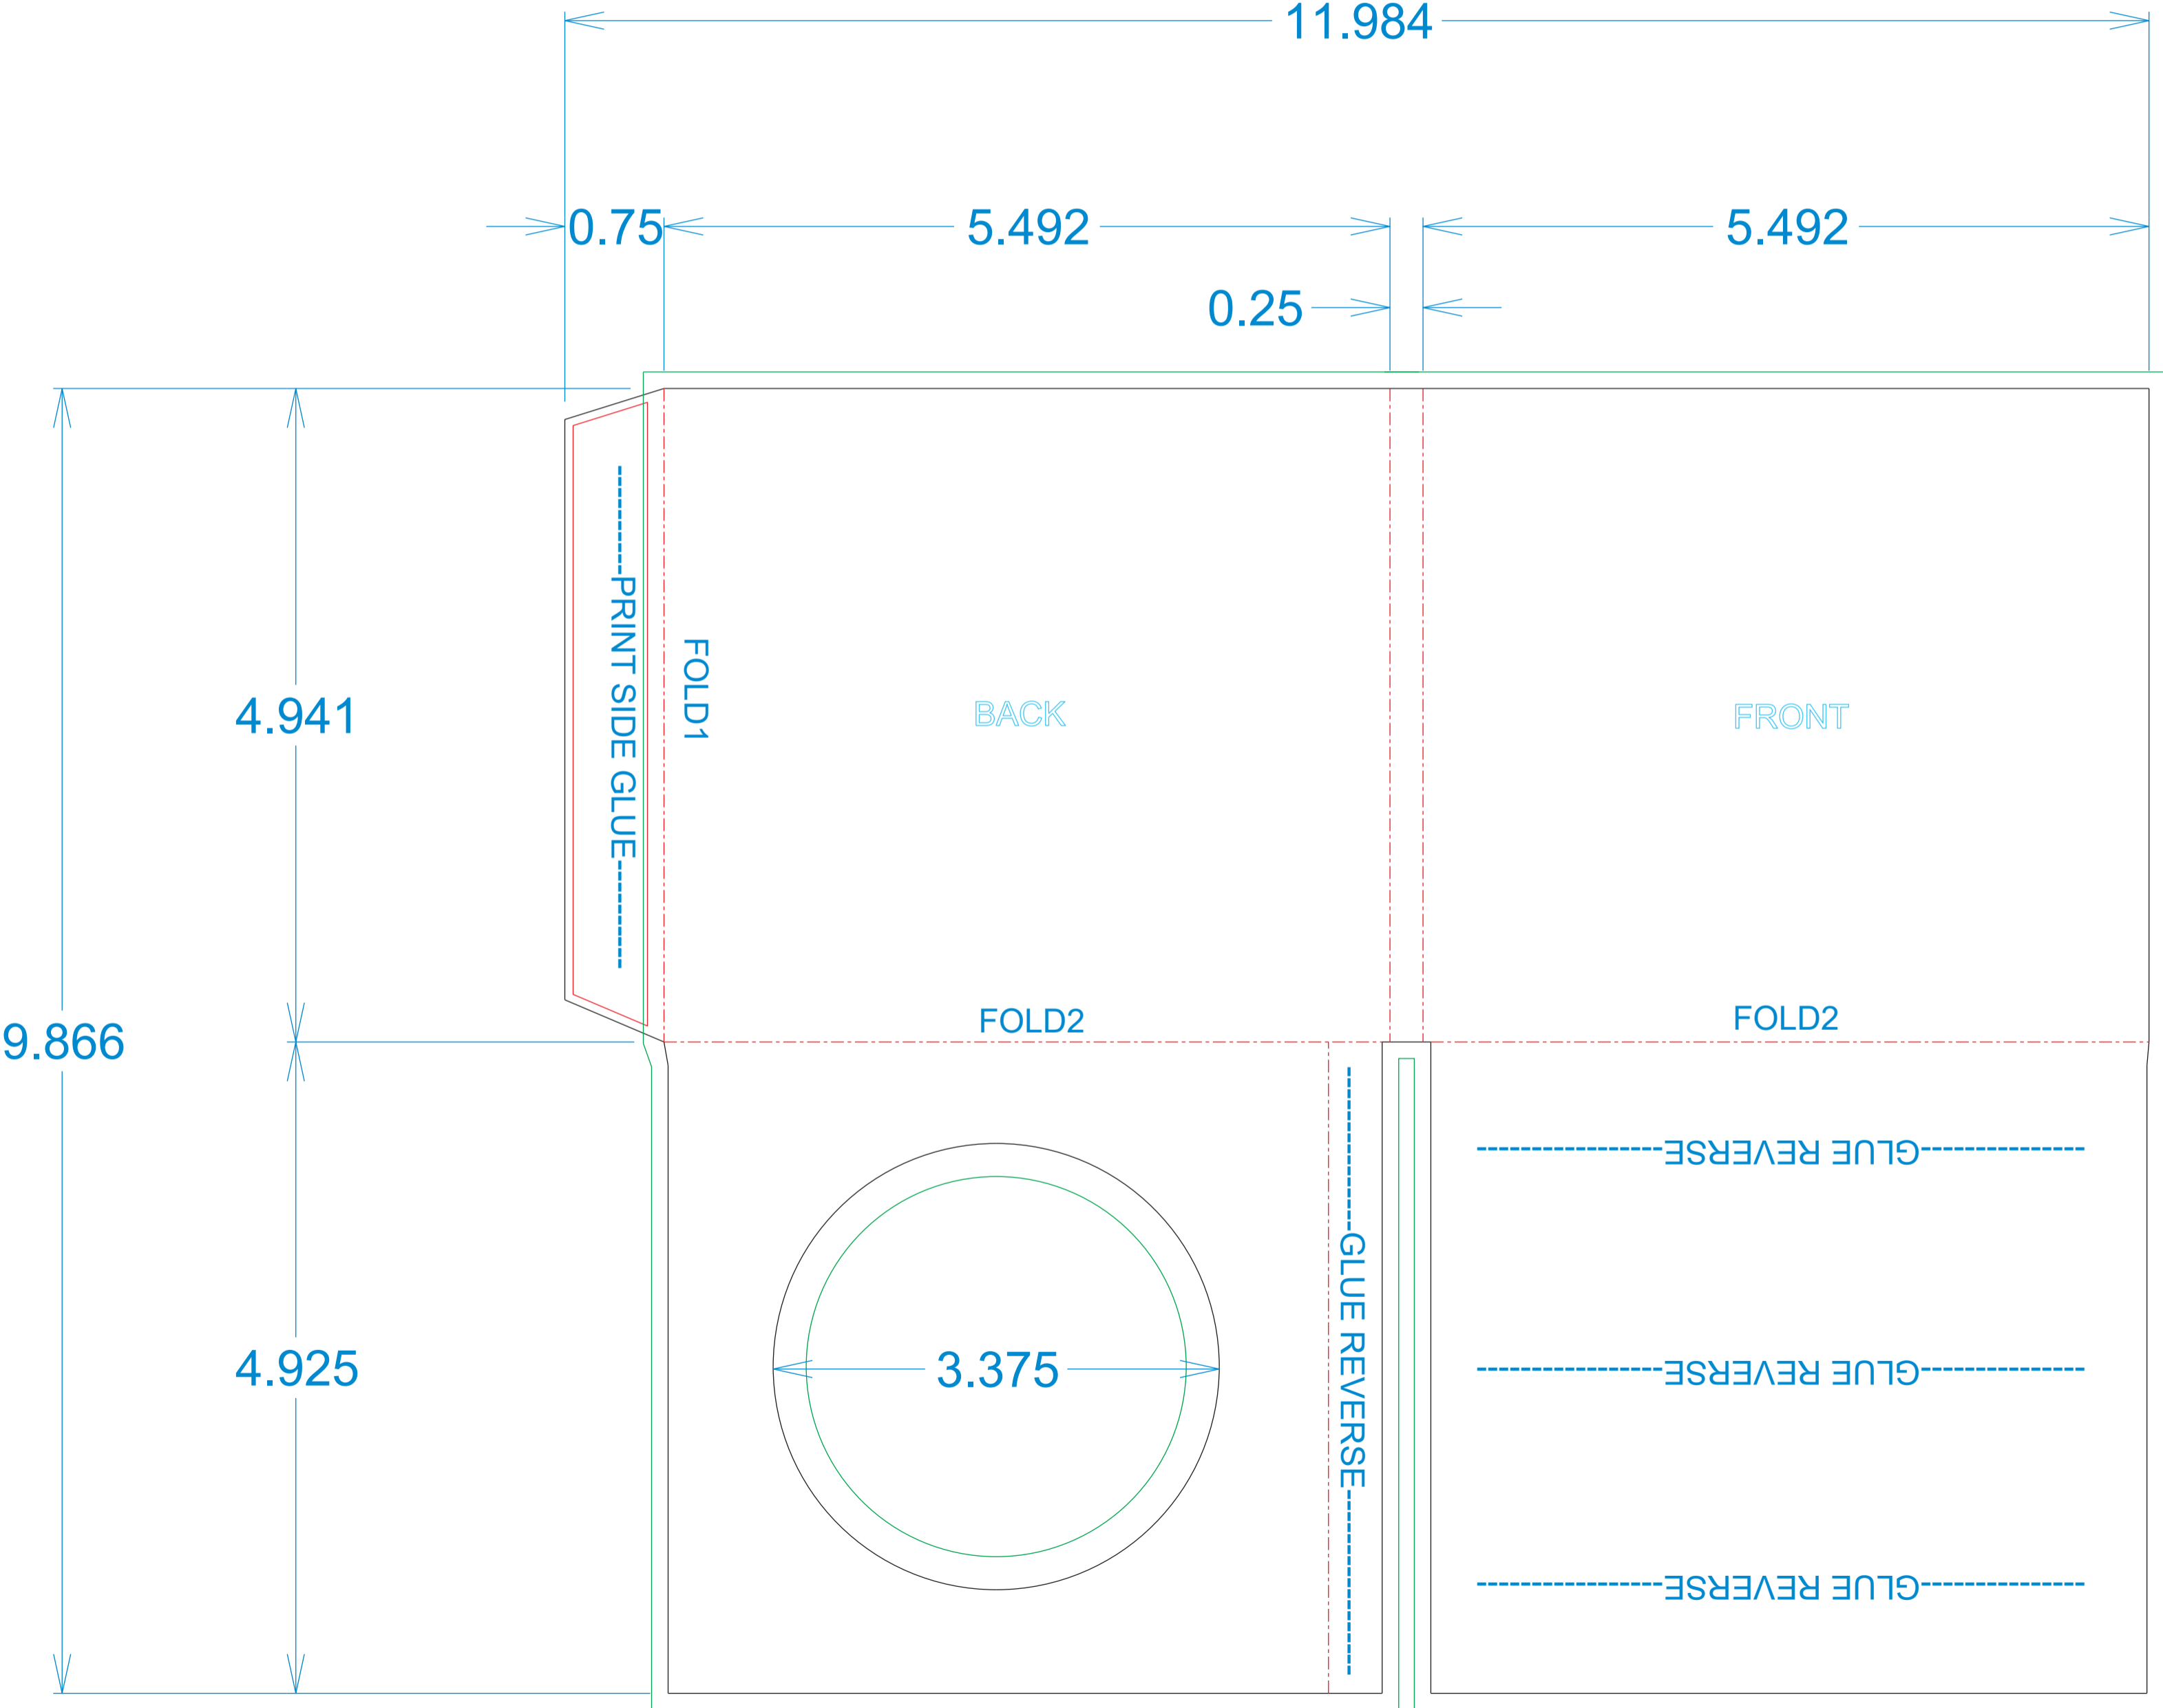 11.984
0.75
5.492
5.492
0.25
4.941
----------PRINT SIDE GLUE----------
FOLD1
BACK
FRONT
FOLD2
FOLD2
9.866
4.925
3.375
---------------GLUE REVERSE-----------------
---------------GLUE REVERSE-----------------
---------------GLUE REVERSE-----------------
---------------GLUE REVERSE-----------------